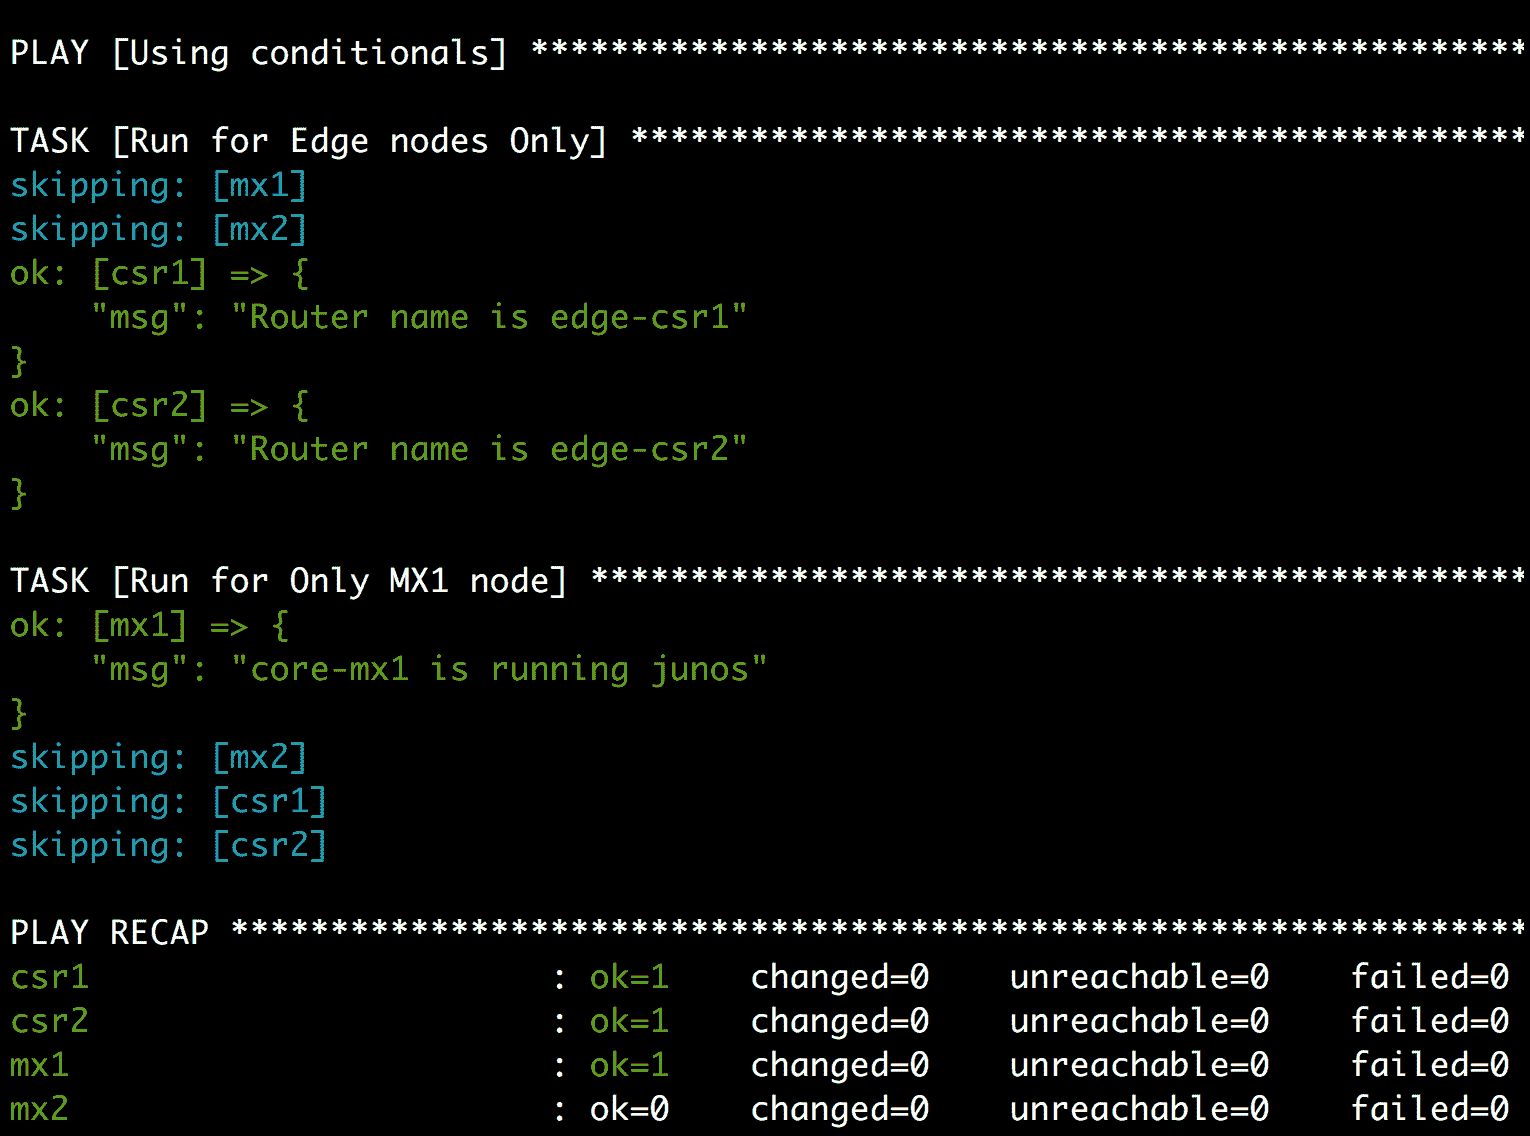 PLAY [Using conditionals] **************************************************
TASK [Run for Edge nodes Only] *********************************************
skipping: [mx1]
skipping: [mx2]
ok: [csr1] => {
    "msg": "Router name is edge-csr1"
}
ok: [csr2] => {
    "msg": "Router name is edge-csr2"
}
TASK [Run for Only MX1 node] ***********************************************
ok: [mx1] => {
    "msg": "core-mx1 is running junos"
}
skipping: [mx2]
skipping: [csr1]
skipping: [csr2]
PLAY RECAP *****************************************************************
csr1                       : ok=1    changed=0    unreachable=0    failed=0
csr2                       : ok=1    changed=0    unreachable=0    failed=0
mx1                        : ok=1    changed=0    unreachable=0    failed=0
mx2                        : ok=0    changed=0    unreachable=0    failed=0